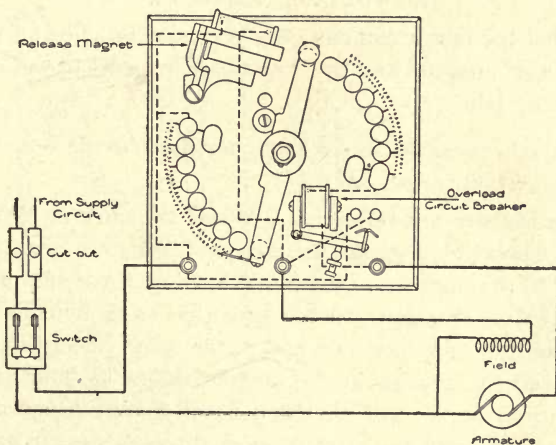 Release Magnet
From Supply
Circuit
Overload
Circuit Breaker
Cut-out
Switch
Field
Armature